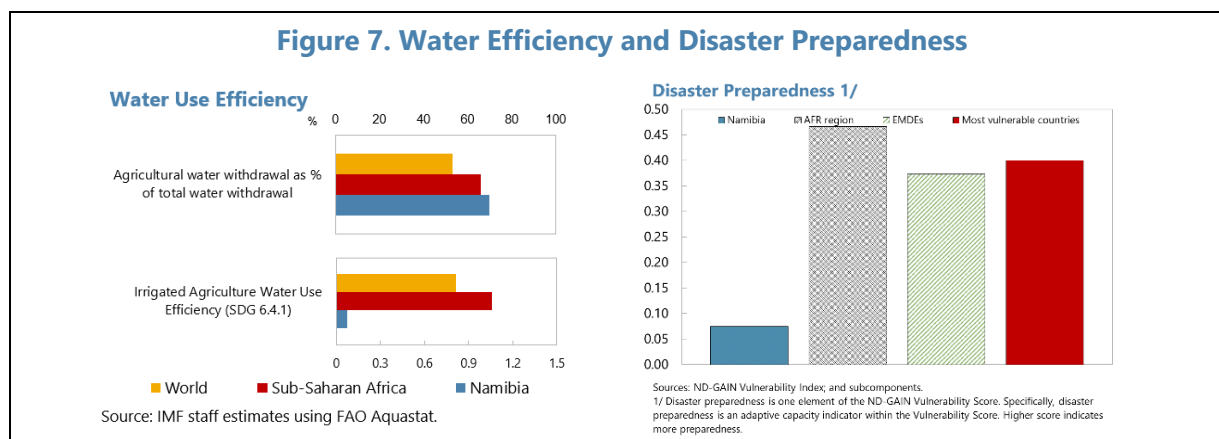 Figure 7. Water Efficiency and Disaster Preparedness
Water Use Efficiency
% 0 20 40 60 80 100
Agricultural water withdrawal as %
of total water withdrawal
Irrigated Agriculture Water Use
Efficiency (SDG 6.4.1)
0 0.3 0.6 0.9 1.2 1.5
World Sub-Saharan Africa Namibia
Source: IMF staff estimates using FAO Aquastat.
Disaster Preparedness 1/
Namibia AFR region EMDEs Most vulnerable countries
0.50
0.45
0.40
0.35
0.30
0.25
0.20
0.15
0.10
0.05
0.00
Sources: ND-GAIN Vulnerability Index; and subcomponents.
1/ Disaster preparedness is one element of the ND-GAIN Vulnerability Score. Specifically, disaster
preparedness is an adaptive capacity indicator within the Vulnerability Score. Higher score indicates
more preparedness.